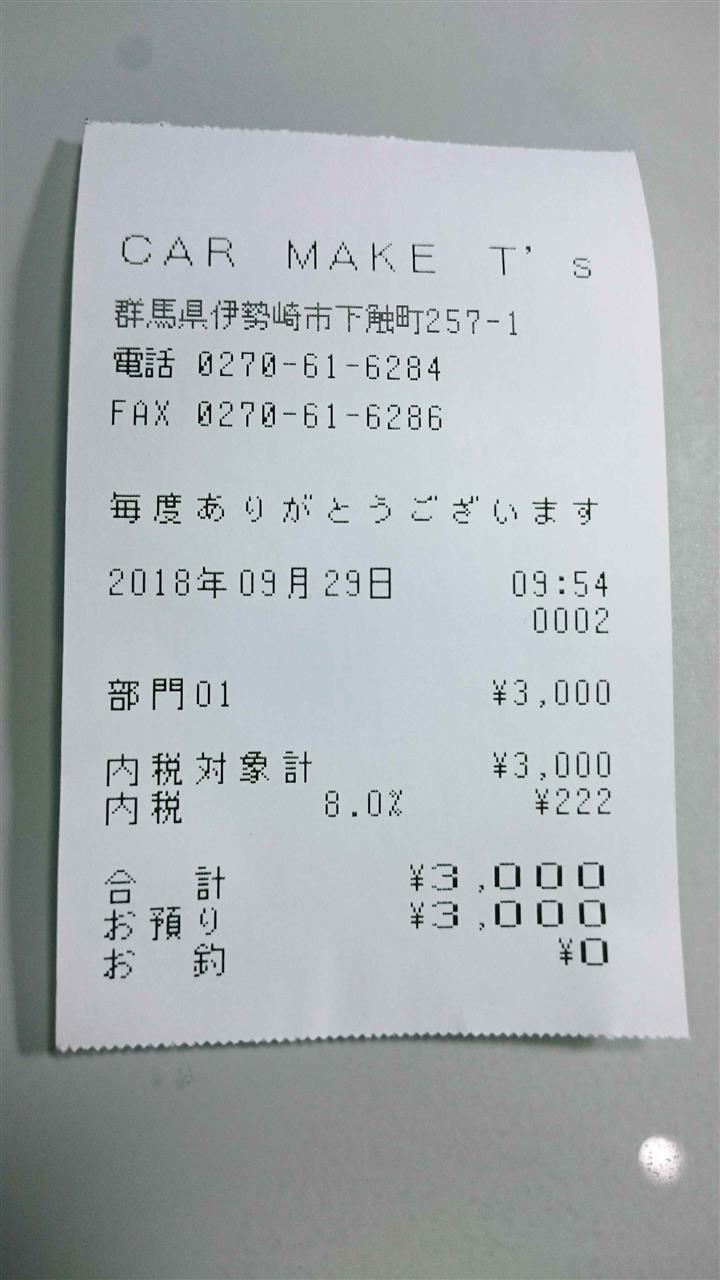 CAR MAKE T's
群馬県伊勢崎市下触町257-1
電話 0270-61-6284
FAX 0270-61-6286
毎度ありがとうございます
2018年09月29日 09:54
0002
部門01 ¥3,000
内税対象計 ¥3,000
内税 8.0% ¥222
合計 ¥3,000
お預り ¥3,000
お釣 ¥0